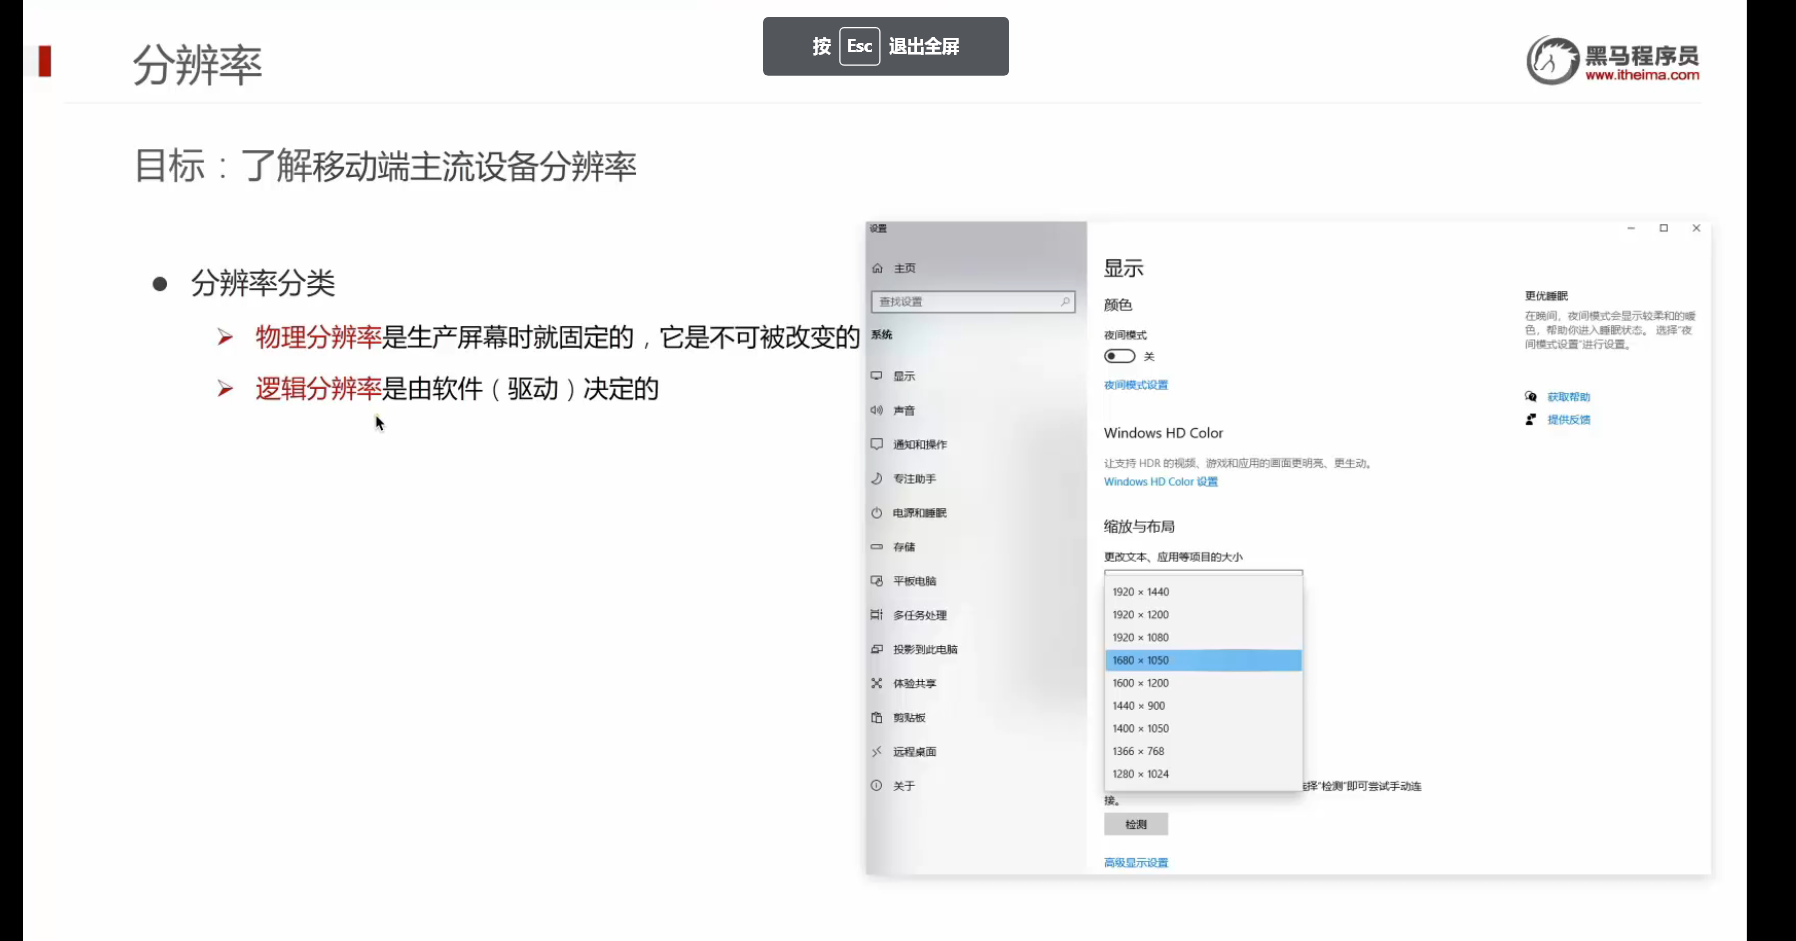 分辨率
按 Esc 退出全屏
黑马程序员
www.itheima.com
目标：了解移动端主流设备分辨率
分辨率分类
物理分辨率是生产屏幕时就固定的，它是不可被改变的
逻辑分辨率是由软件（驱动）决定的
设置
主页
查找设置
系统
显示
声音
通知和操作
专注助手
电源和睡眠
存储
平板电脑
多任务处理
投影到此电脑
体验共享
剪贴板
远程桌面
关于
显示
颜色
夜间模式
关
夜间模式设置
Windows HD Color
让支持 HDR 的视频、游戏和应用的画面更明亮、更生动。
Windows HD Color 设置
缩放与布局
更改文本、应用等项目的大小
1920 × 1440
1920 × 1200
1920 × 1080
1680 × 1050
1600 × 1200
1440 × 900
1400 × 1050
1366 × 768
1280 × 1024
选择“检测”即可尝试手动连
接。
检测
高级显示设置
更优睡眠
在晚间，夜间模式会显示较柔和的暖
色，帮助你进入睡眠状态。 选择“夜
间模式设置”进行设置。
获取帮助
提供反馈